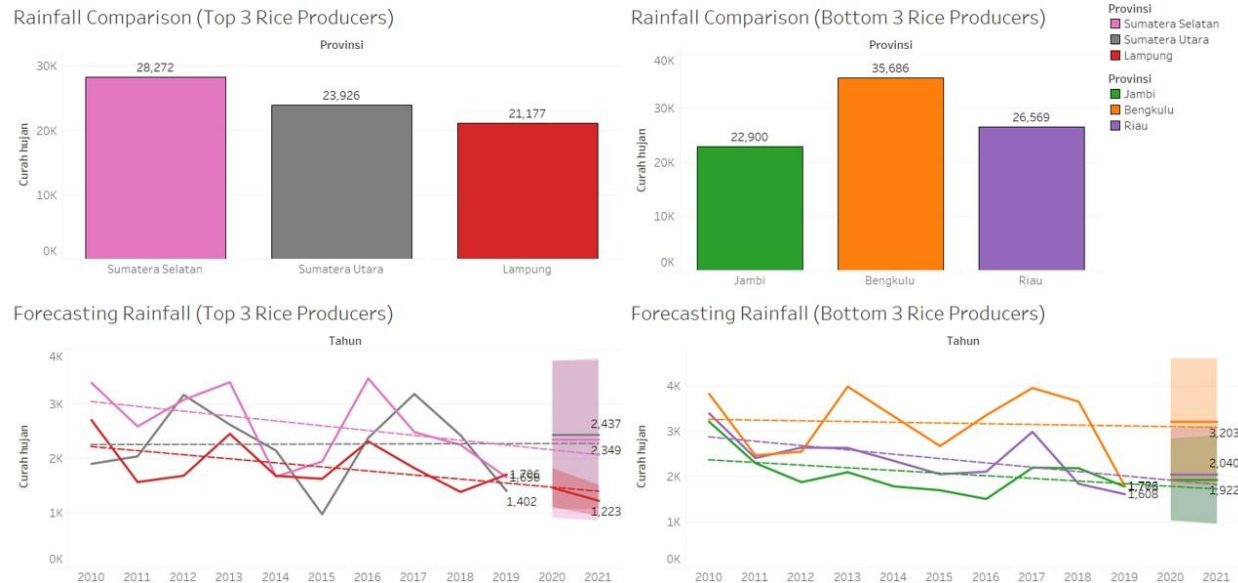 Rainfall Comparison (Top 3 Rice Producers)
Provinsi
30K
20K
10K
0K
Curah hujan
28,272
23,926
21,177
Sumatera Selatan
Sumatera Utara
Lampung
Rainfall Comparison (Bottom 3 Rice Producers)
Provinsi
40K
30K
20K
10K
0K
Curah hujan
22,900
35,686
26,569
Jambi
Bengkulu
Riau
Provinsi
Sumatera Selatan
Sumatera Utara
Lampung
Provinsi
Jambi
Bengkulu
Riau
Forecasting Rainfall (Top 3 Rice Producers)
Tahun
4K
3K
2K
1K
0K
Curah hujan
1,402
2,437
2,349
1,223
2010 2011 2012 2013 2014 2015 2016 2017 2018 2019 2020 2021
Forecasting Rainfall (Bottom 3 Rice Producers)
Tahun
4K
3K
2K
1K
0K
Curah hujan
1,608
3,203
2,040
1,922
2010 2011 2012 2013 2014 2015 2016 2017 2018 2019 2020 2021